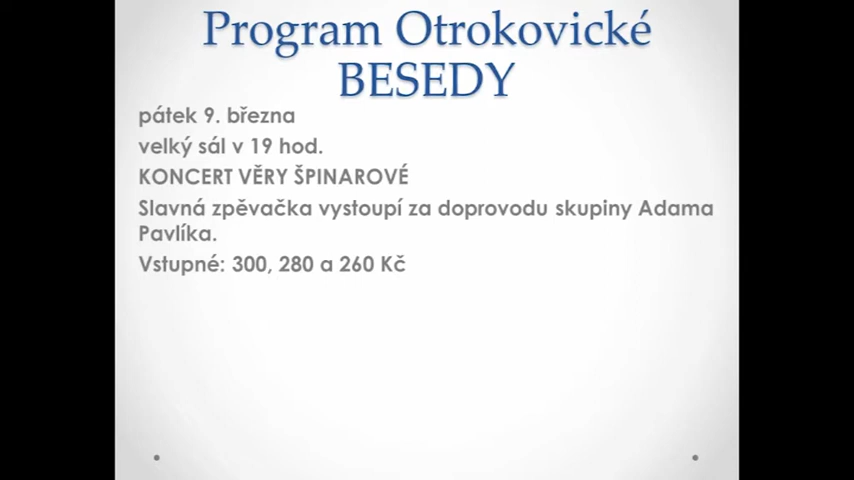 Program Otrokovické
BESEDY
pátek 9. března
velký sál v 19 hod.
KONCERT VĚRY ŠPINAROVÉ
Slavná zpěvačka vystoupí za doprovodu skupiny Adama
Pavlíka.
Vstupné: 300, 280 a 260 Kč